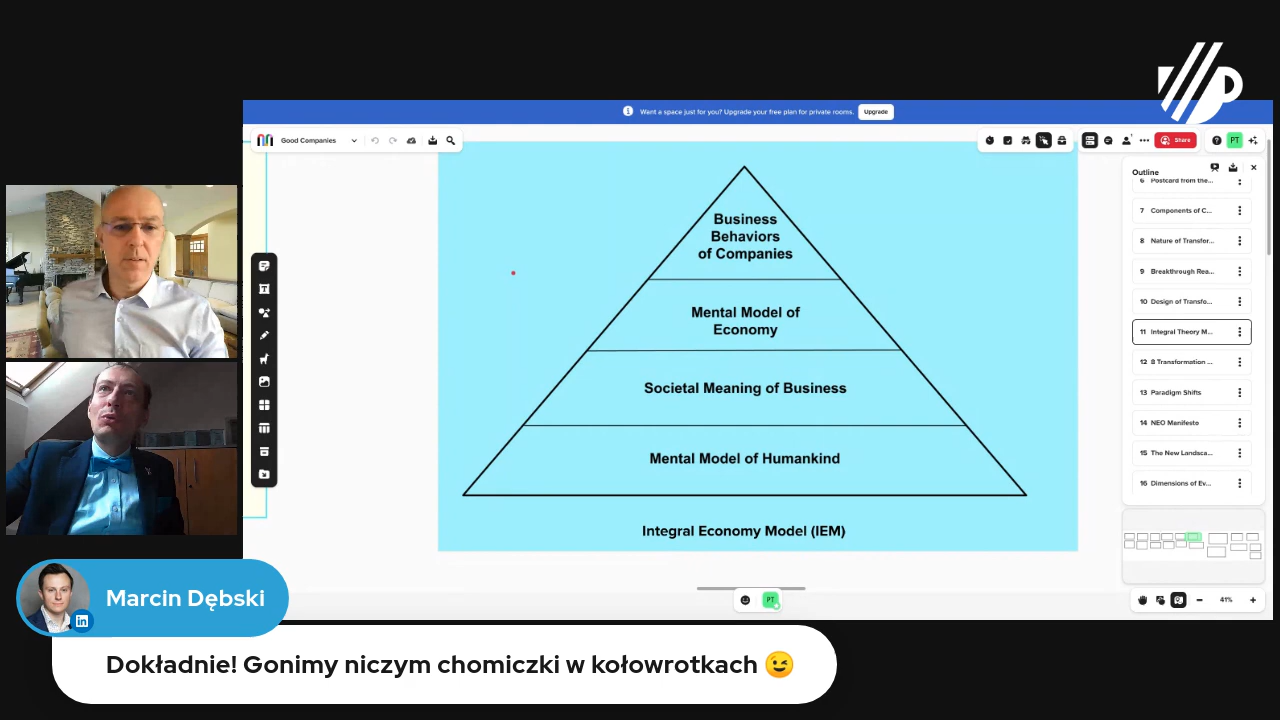 Want a space just for you? Upgrade your free plan for private rooms.
Upgrade
Good Companies
Share
PT
Outline
6 Postcard from the...
7 Components of C...
8 Nature of Transfor...
9 Breakthrough Rea...
10 Design of Transfo...
11 Integral Theory M...
12 8 Transformation ...
13 Paradigm Shifts
14 NEO Manifesto
15 The New Landsca...
16 Dimensions of Ev...
Business
Behaviors
of Companies
Mental Model of
Economy
Societal Meaning of Business
Mental Model of Humankind
Integral Economy Model (IEM)
PT
41%
Marcin Dębski
in
Dokładnie! Gonimy niczym chomiczki w kołowrotkach 😉